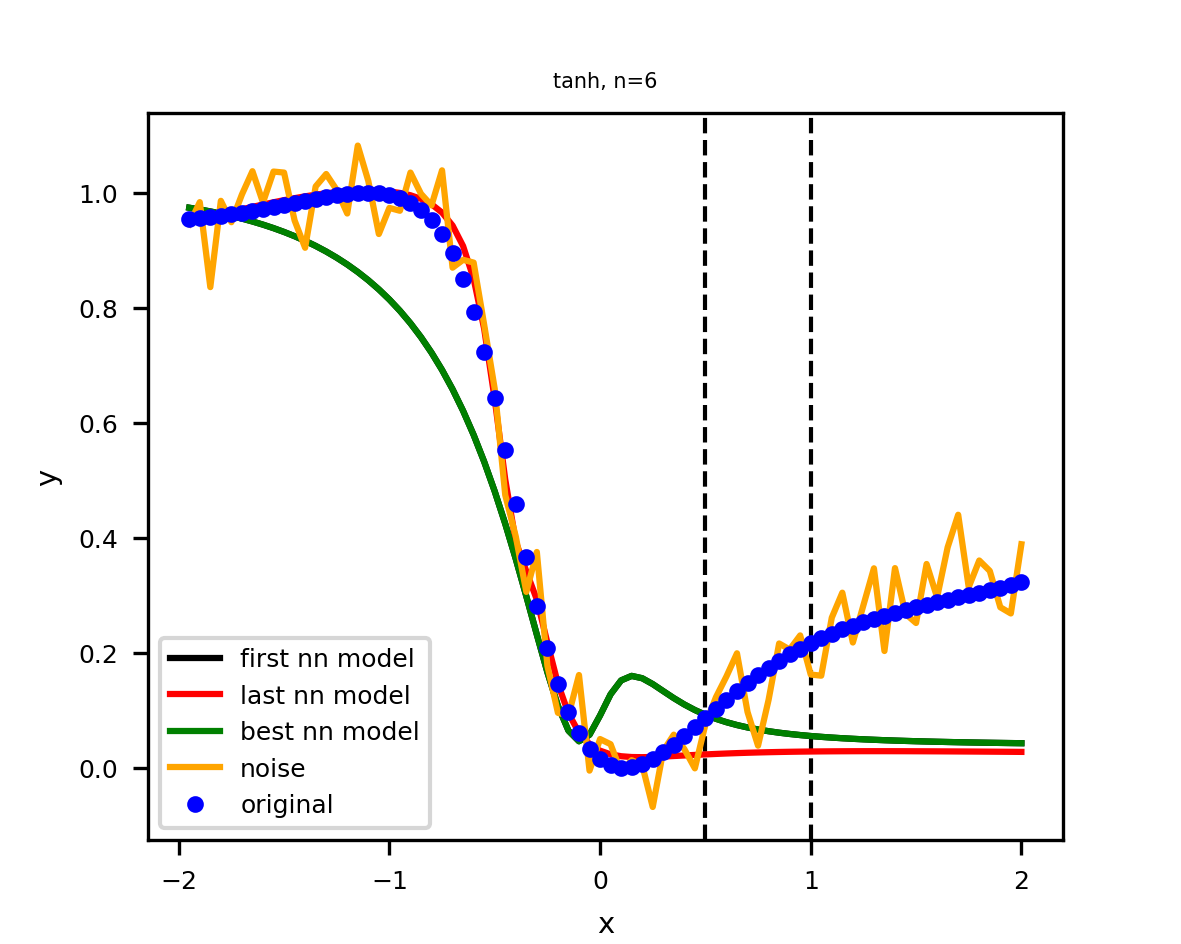 tanh, n=6
y
1.0
0.8
0.6
0.4
0.2
0.0
first nn model
last nn model
best nn model
noise
original
−2
−1
0
1
2
x